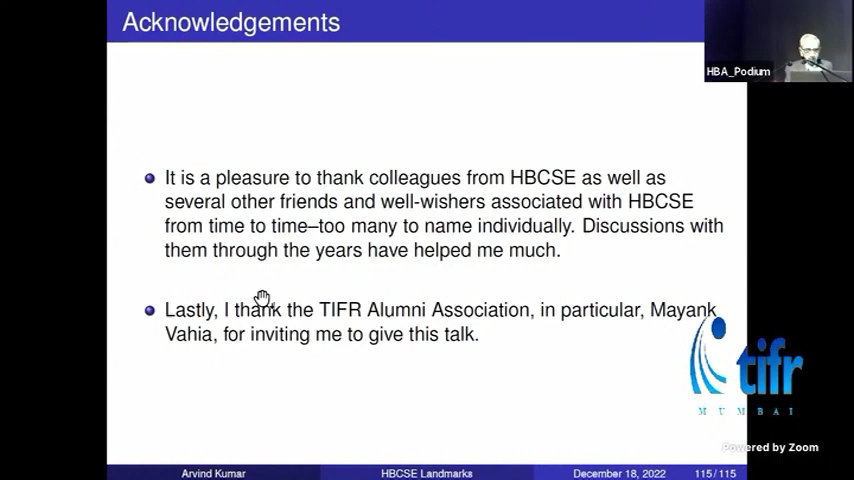 Acknowledgements
HBA_Podium
It is a pleasure to thank colleagues from HBCSE as well as
several other friends and well-wishers associated with HBCSE
from time to time–too many to name individually. Discussions with
them through the years have helped me much.
Lastly, I thank the TIFR Alumni Association, in particular, Mayank
Vahia, for inviting me to give this talk.
tifr
MUMBAI
Powered by Zoom
Arvind Kumar HBCSE Landmarks December 18, 2022 115/115